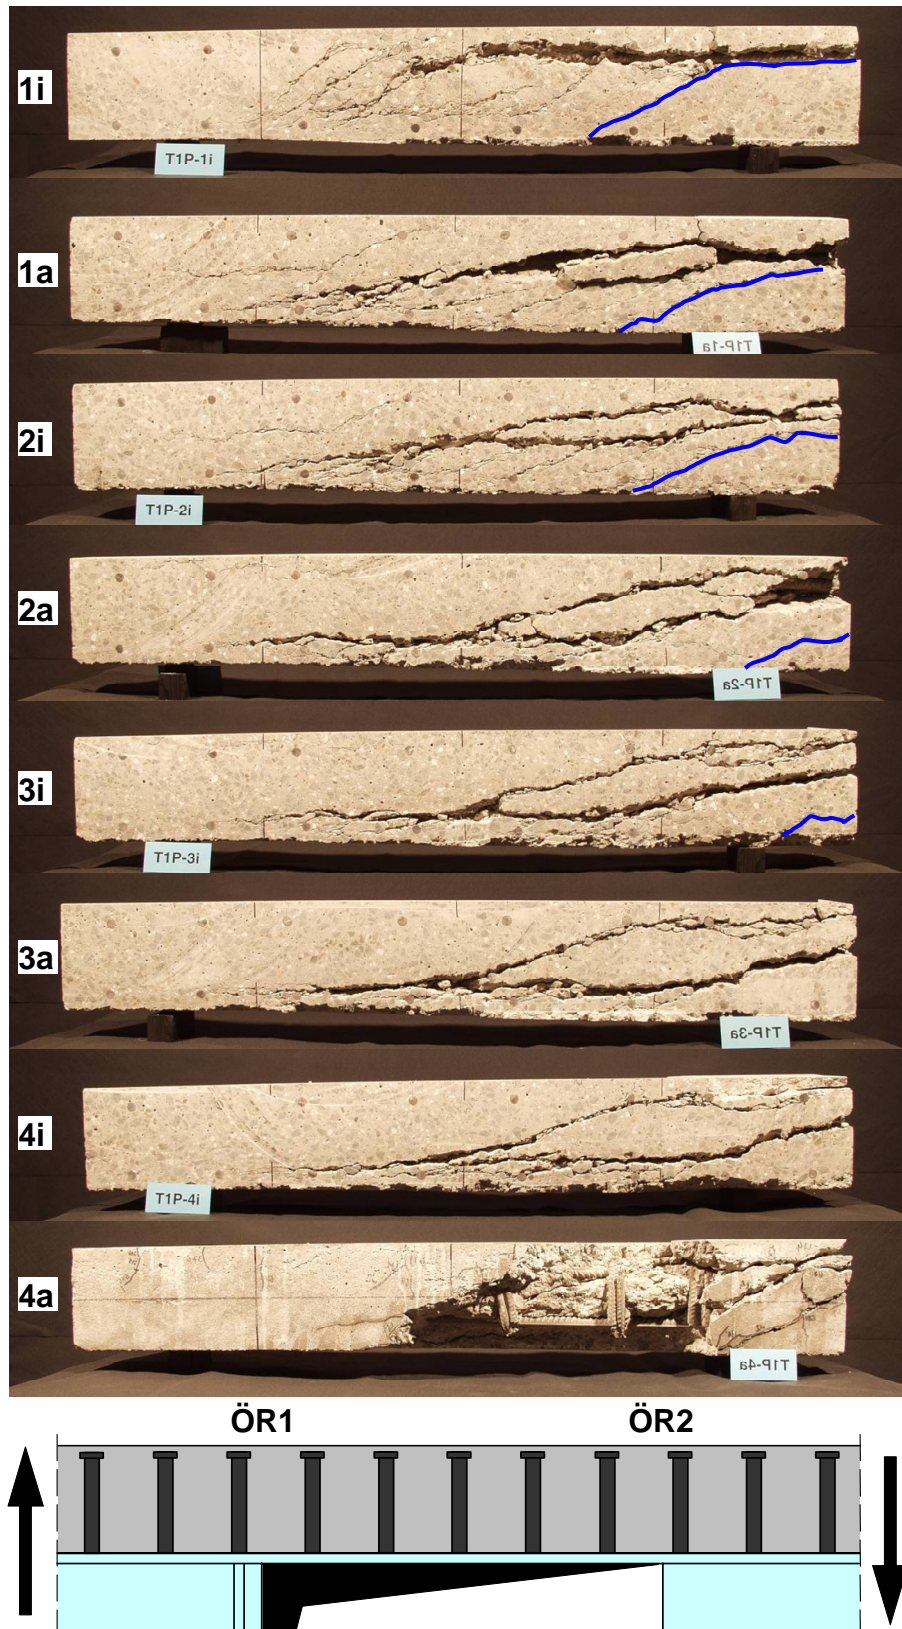 1i
T1P-1i
1a
T1P-1a
2i
T1P-2i
2a
T1P-2a
3i
T1P-3i
3a
T1P-3a
4i
T1P-4i
4a
T1P-4a
ÖR1 ÖR2